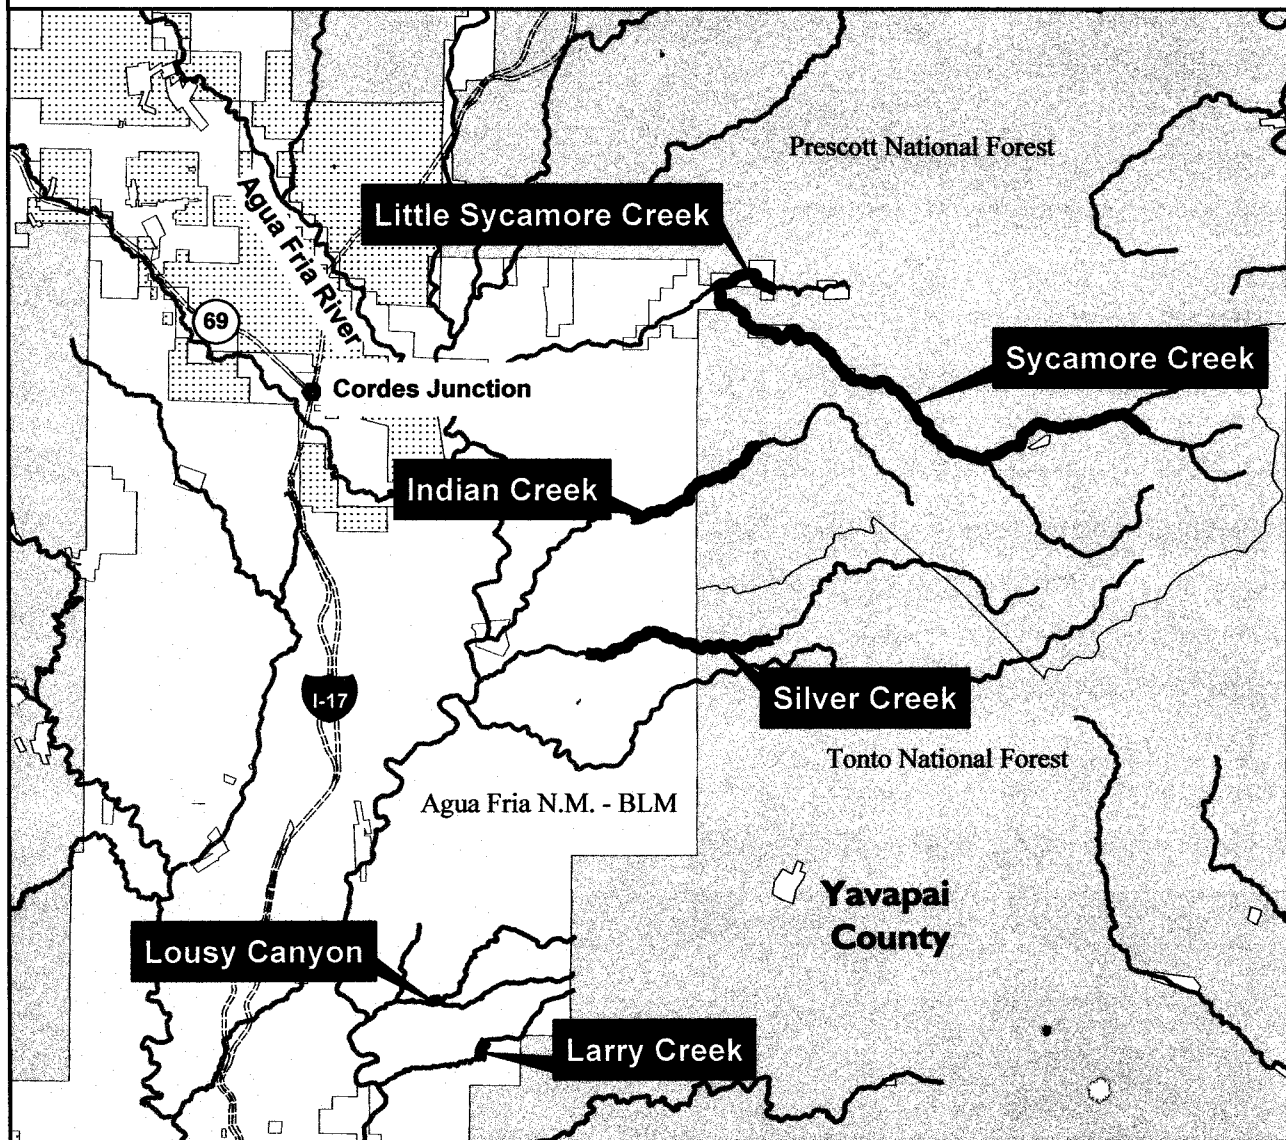 Prescott National Forest
Little Sycamore Creek
Agua Fria River
69
Sycamore Creek
Cordes Junction
Indian Creek
I-17
Silver Creek
Tonto National Forest
Agua Fria N.M. - BLM
Yavapai
County
Lousy Canyon
Larry Creek